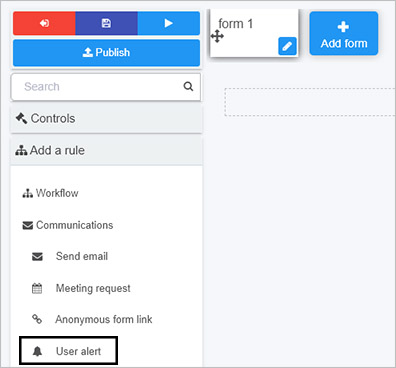 Publish
Search
Controls
Add a rule
Workflow
Communications
Send email
Meeting request
Anonymous form link
User alert
form 1
Add form